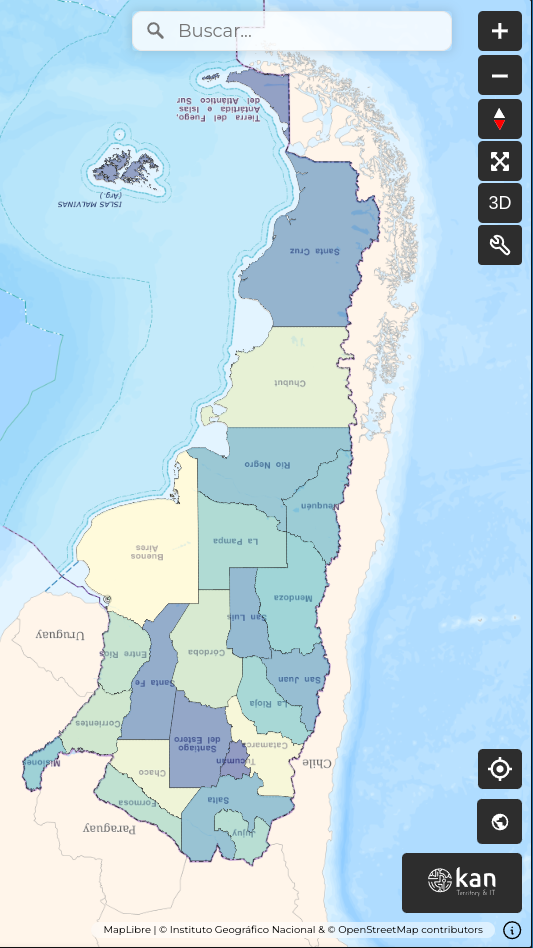 Buscar...
Tierra del Fuego,
Antártida e Islas
del Atlántico Sur
ISLAS MALVINAS
(Arg.)
Santa Cruz
3D
Chubut
Río Negro
Neuquén
La Pampa
Buenos
Aires
Mendoza
San Luis
Uruguay
Entre Ríos
Córdoba
Santa Fe
San Juan
La Rioja
Corrientes
Santiago
del Estero
Catamarca
Tucumán
Misiones
Chile
Chaco
Formosa
Salta
Paraguay
Jujuy
kan
Territory & IT
MapLibre | © Instituto Geográfico Nacional & © OpenStreetMap contributors